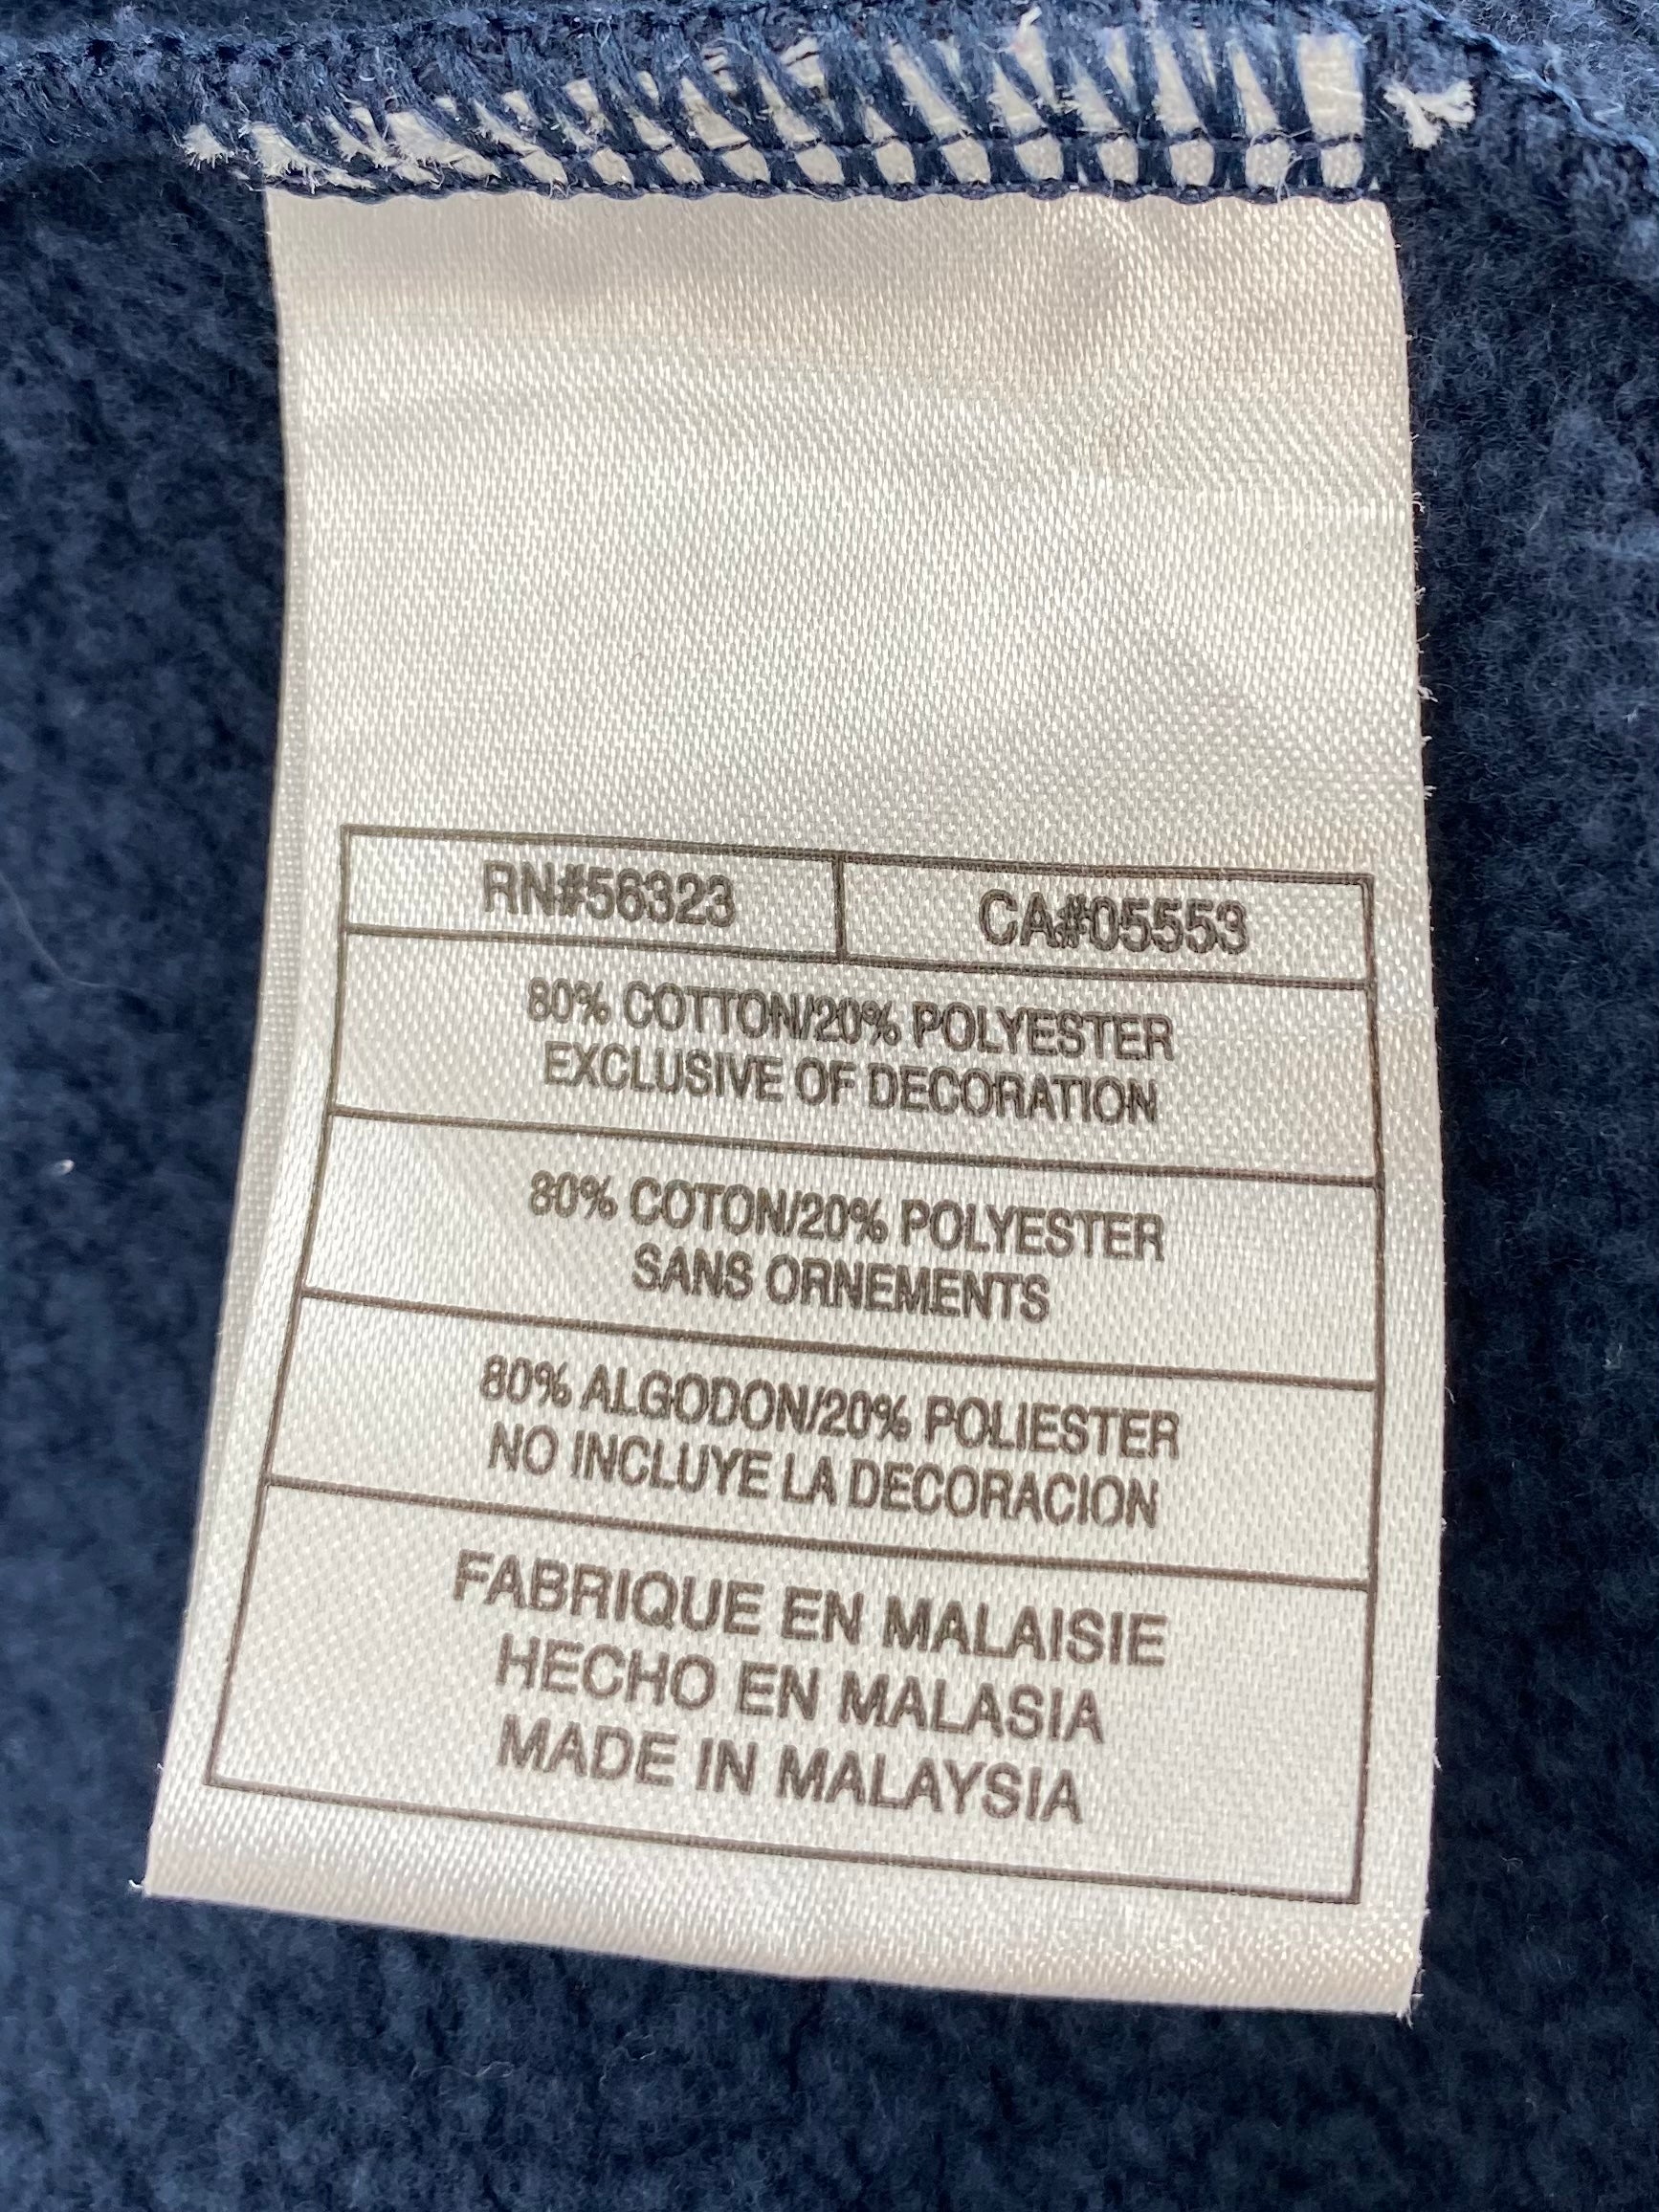 RN#56323 CA#05553
80% COTTON/20% POLYESTER
EXCLUSIVE OF DECORATION
80% COTON/20% POLYESTER
SANS ORNEMENTS
80% ALGODON/20% POLIESTER
NO INCLUYE LA DECORACION
FABRIQUE EN MALAISIE
HECHO EN MALASIA
MADE IN MALAYSIA